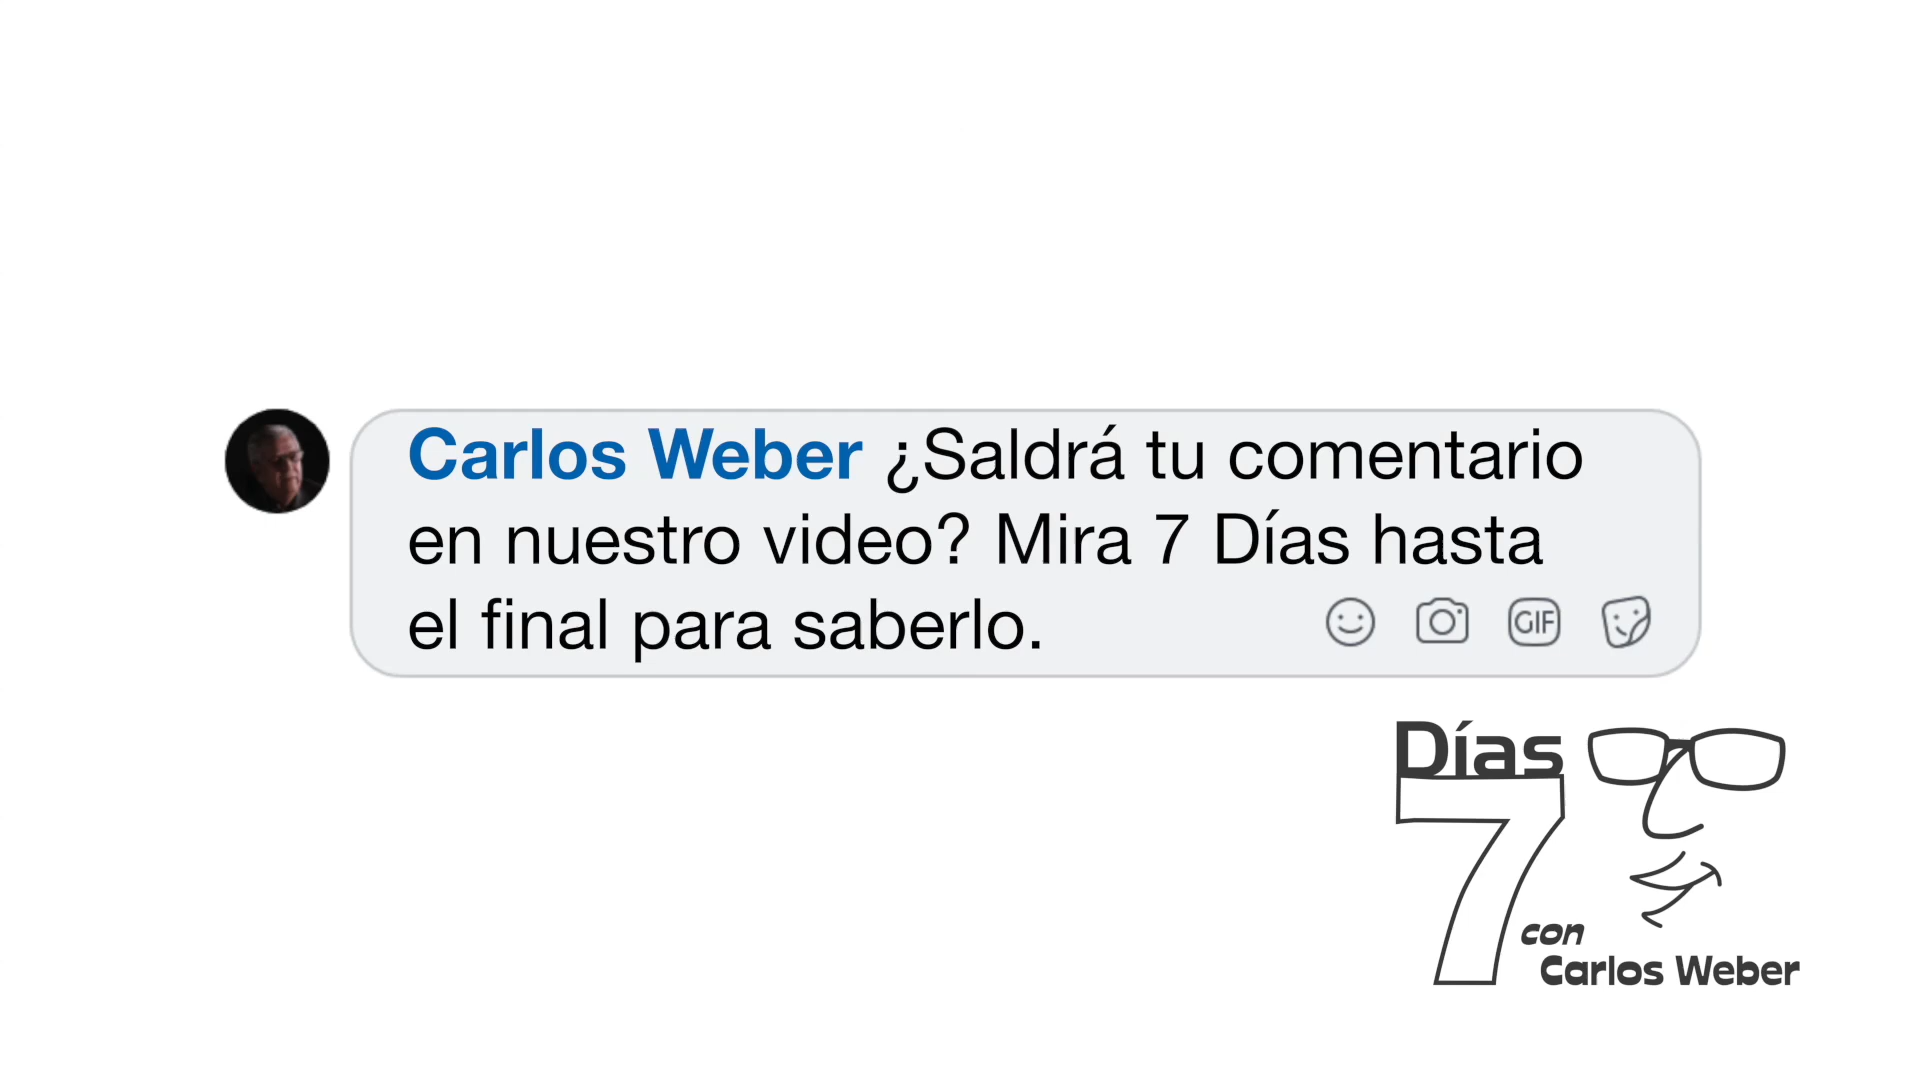 Carlos Weber ¿Saldrá tu comentario
en nuestro video? Mira 7 Días hasta
el final para saberlo.
GIF
Días
7
con
Carlos Weber